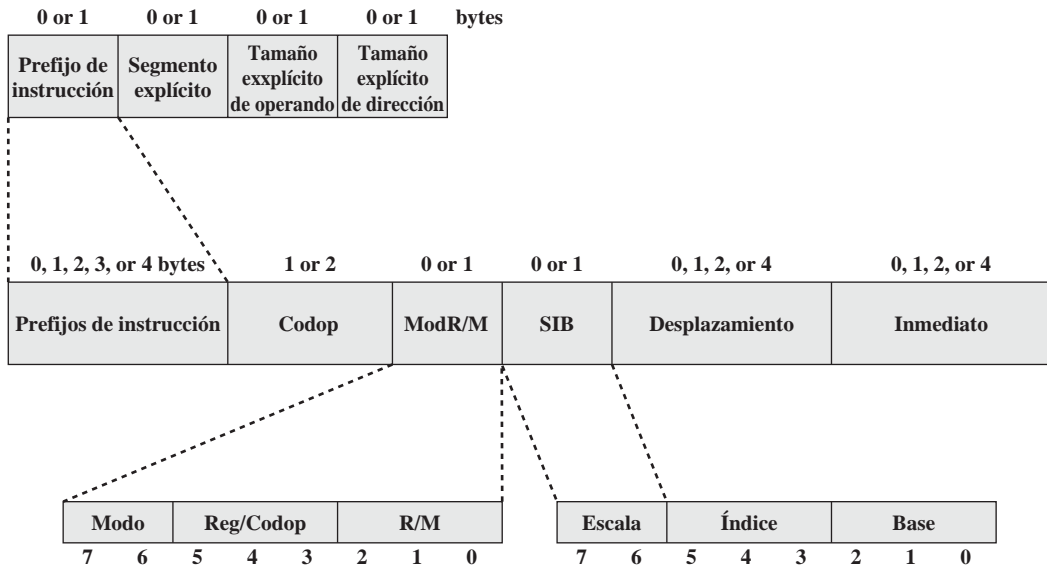 0 or 1 0 or 1 0 or 1 0 or 1 bytes
Prefijo de instrucción
Segmento explícito
Tamaño exxplícito de operando
Tamaño explícito de dirección
0, 1, 2, 3, or 4 bytes 1 or 2 0 or 1 0 or 1 0, 1, 2, or 4 0, 1, 2, or 4
Prefijos de instrucción Codop ModR/M SIB Desplazamiento Inmediato
Modo Reg/Codop R/M Escala Índice Base
7 6 5 4 3 2 1 0 7 6 5 4 3 2 1 0